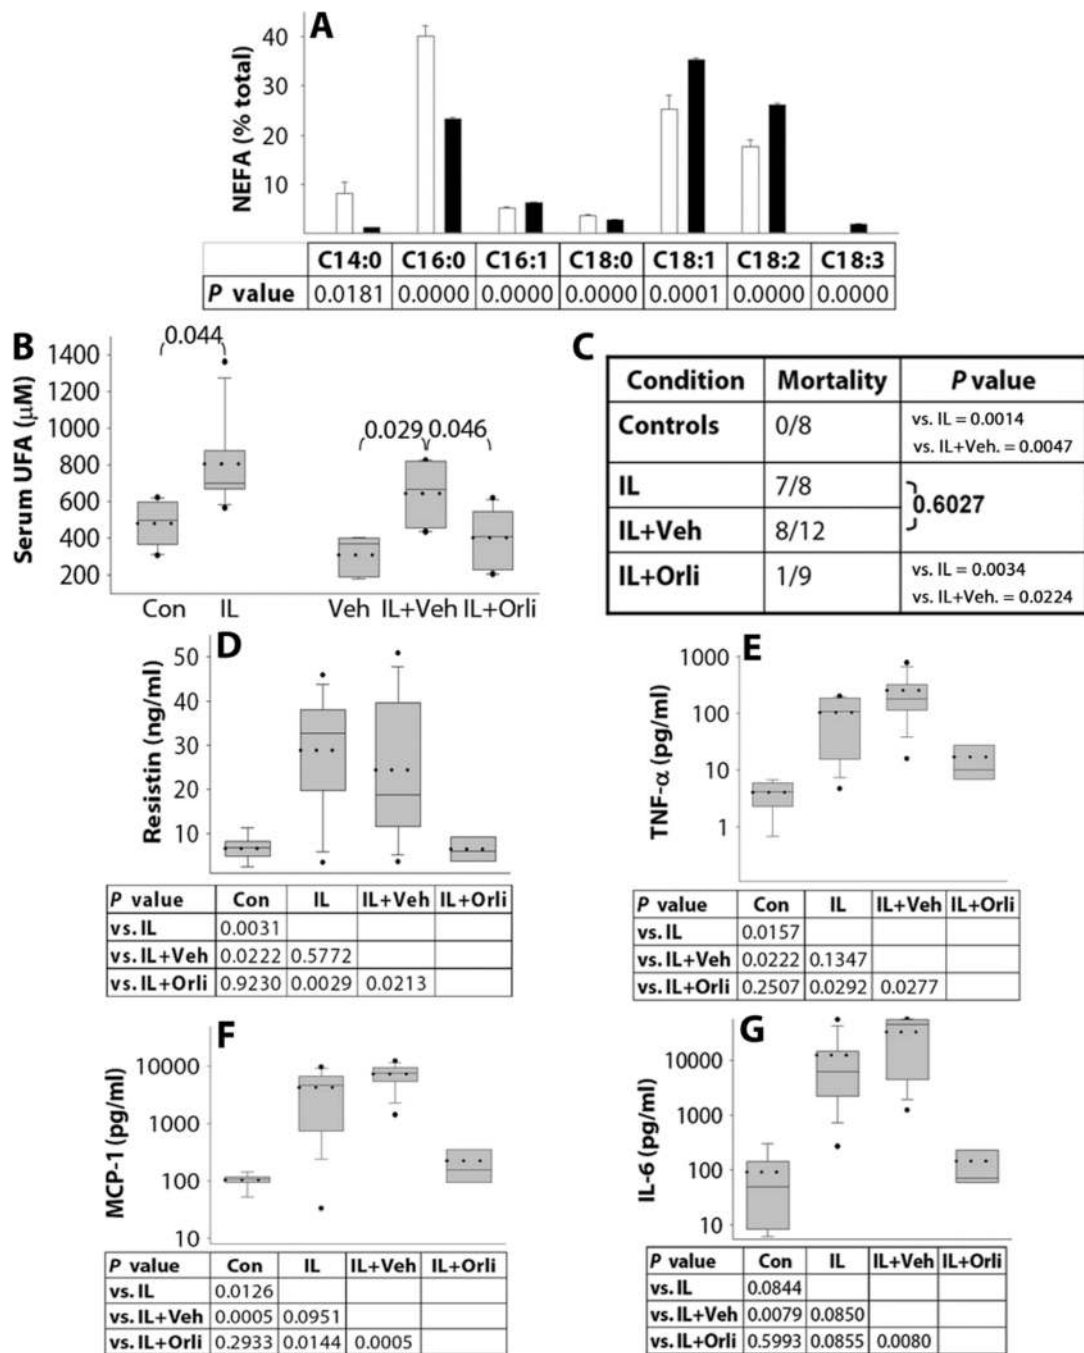 A
NEFA (% total)
40
30
20
10
C14:0 C16:0 C16:1 C18:0 C18:1 C18:2 C18:3
P value 0.0181 0.0000 0.0000 0.0000 0.0001 0.0000 0.0000
B
Serum UFA (μM)
1400
1200
1000
800
600
400
200
0.044
0.029 0.046
Con IL Veh IL+Veh IL+Orli
C
Condition Mortality P value
Controls 0/8 vs. IL = 0.0014
vs. IL+Veh. = 0.0047
IL 7/8
0.6027
IL+Veh 8/12
IL+Orli 1/9 vs. IL = 0.0034
vs. IL+Veh. = 0.0224
D
Resistin (ng/ml)
50
40
30
20
10
P value Con IL IL+Veh IL+Orli
vs. IL 0.0031
vs. IL+Veh 0.0222 0.5772
vs. IL+Orli 0.9230 0.0029 0.0213
E
TNF-α (pg/ml)
1000
100
10
1
P value Con IL IL+Veh IL+Orli
vs. IL 0.0157
vs. IL+Veh 0.0222 0.1347
vs. IL+Orli 0.2507 0.0292 0.0277
F
MCP-1 (pg/ml)
10000
1000
100
10
P value Con IL IL+Veh IL+Orli
vs. IL 0.0126
vs. IL+Veh 0.0005 0.0951
vs. IL+Orli 0.2933 0.0144 0.0005
G
IL-6 (pg/ml)
10000
1000
100
10
P value Con IL IL+Veh IL+Orli
vs. IL 0.0844
vs. IL+Veh 0.0079 0.0850
vs. IL+Orli 0.5993 0.0855 0.0080